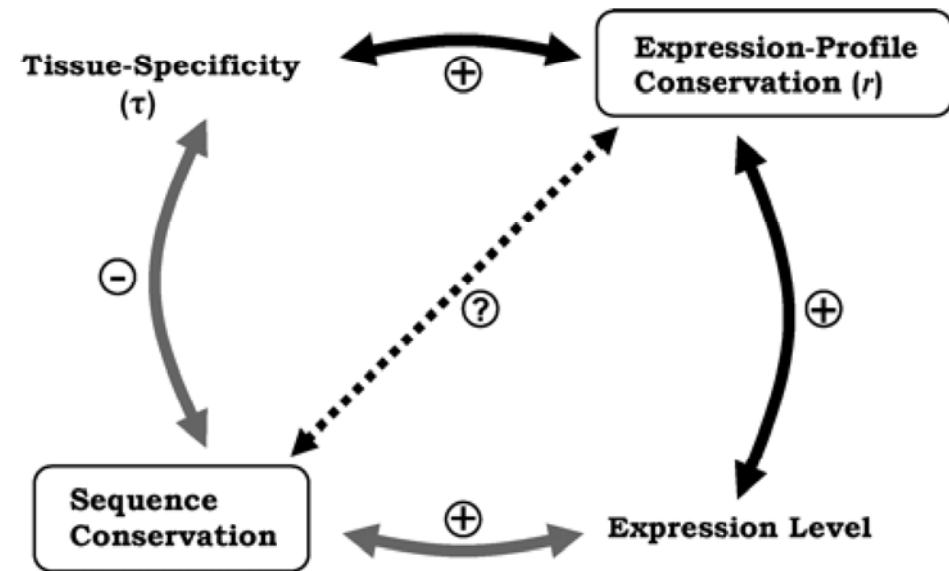 Tissue-Specificity
(τ)
+
Expression-Profile
Conservation (r)
-
?
+
Sequence
Conservation
+
Expression Level